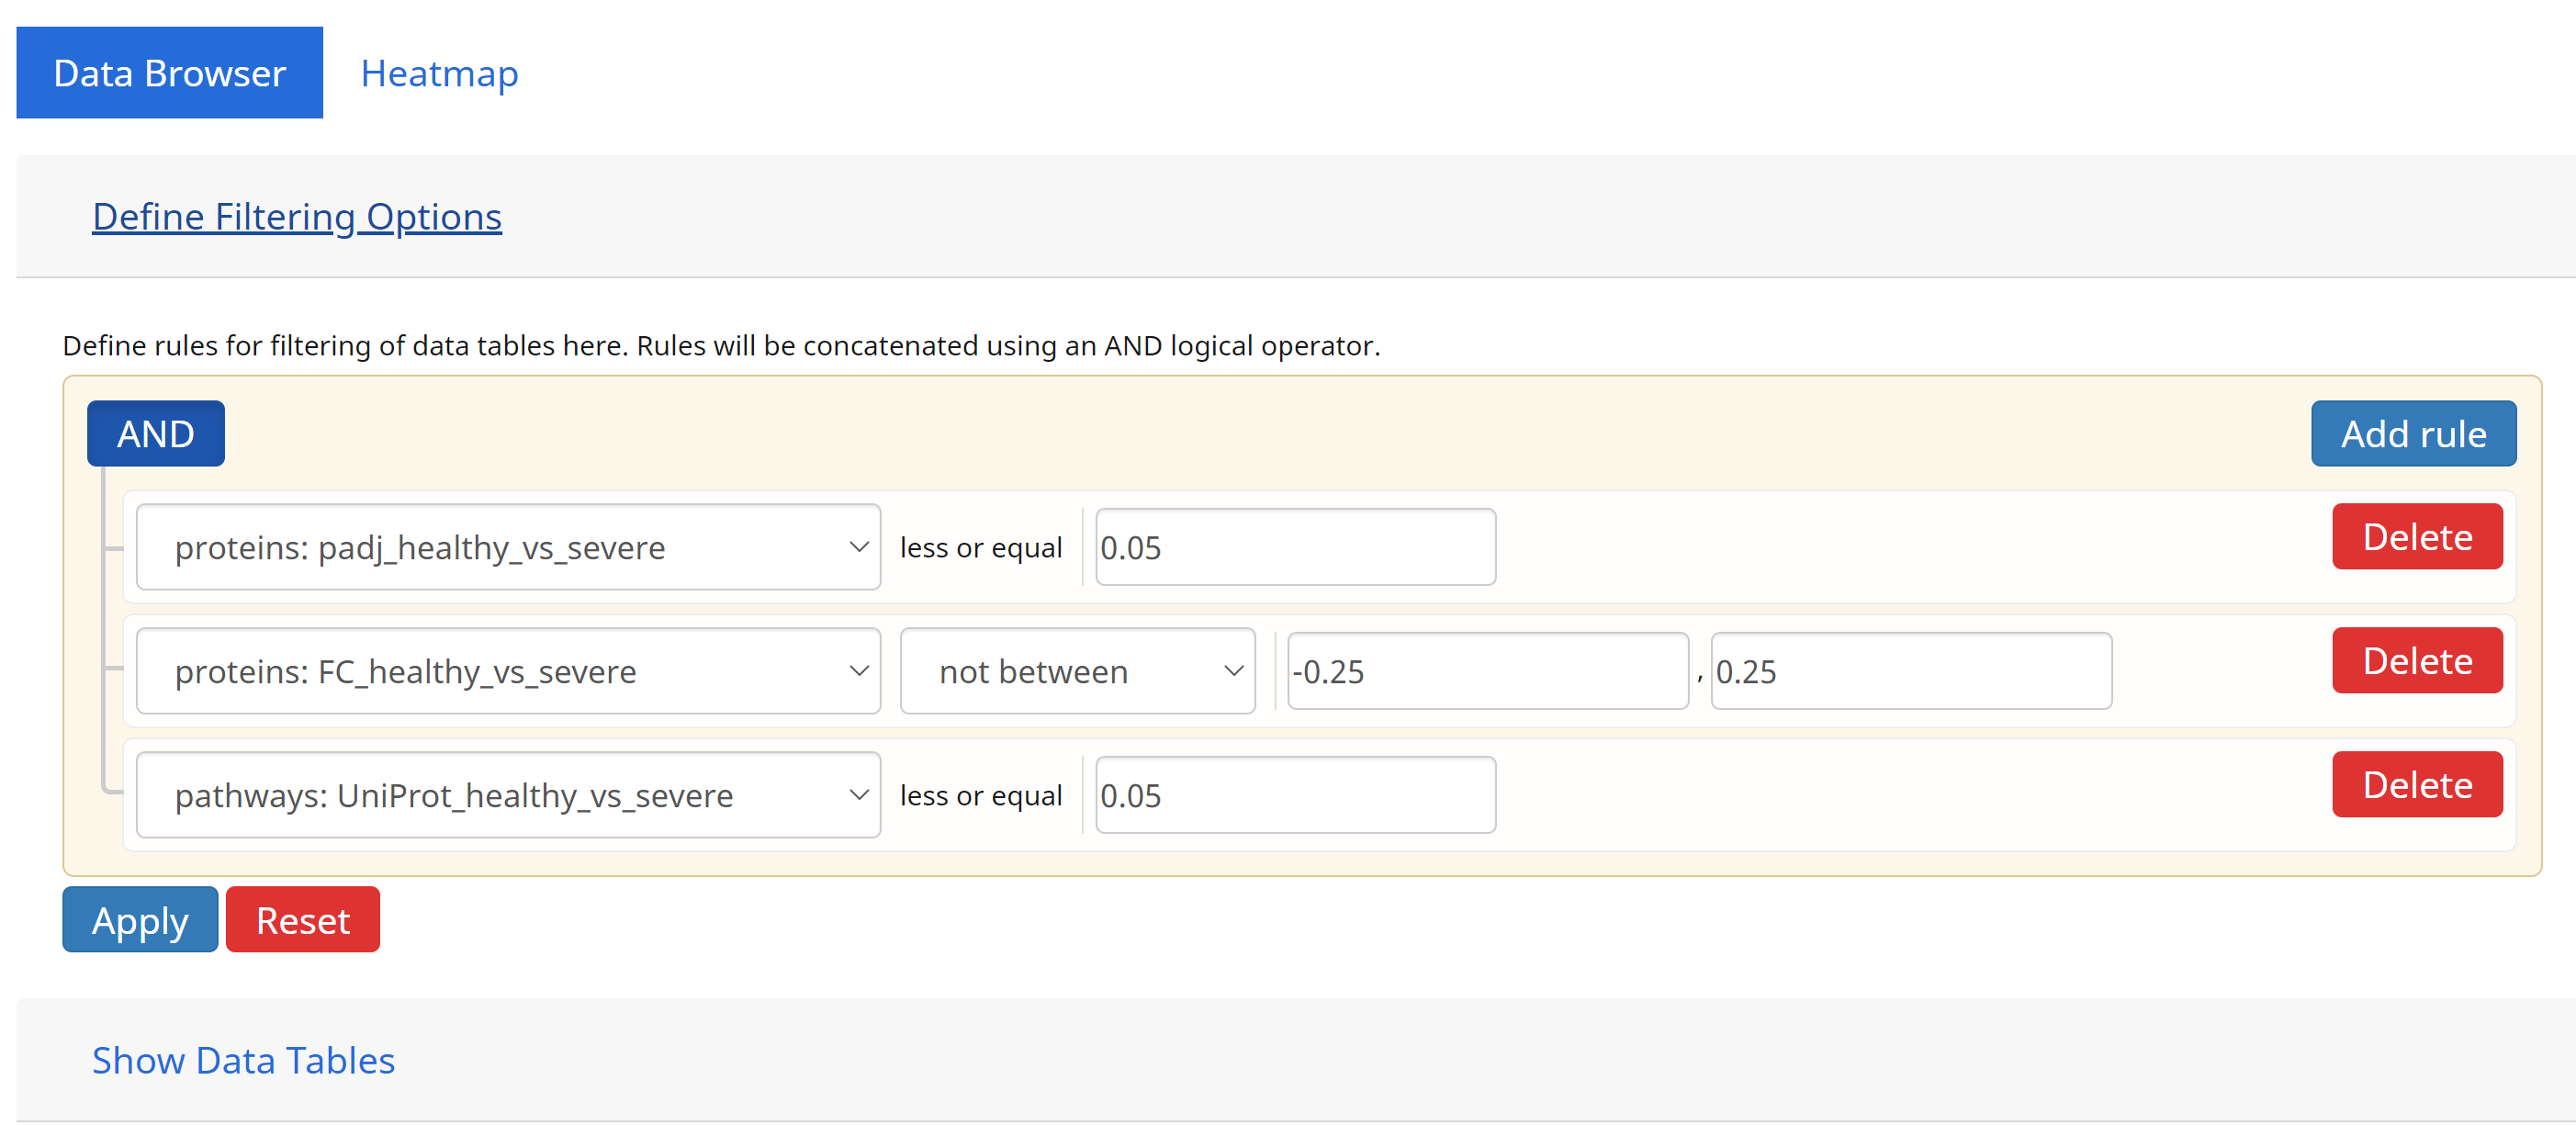 Data Browser Heatmap
Define Filtering Options
Define rules for filtering of data tables here. Rules will be concatenated using an AND logical operator.
AND Add rule
proteins: padj_healthy_vs_severe less or equal 0.05 Delete
proteins: FC_healthy_vs_severe not between -0.25 , 0.25 Delete
pathways: UniProt_healthy_vs_severe less or equal 0.05 Delete
Apply Reset
Show Data Tables